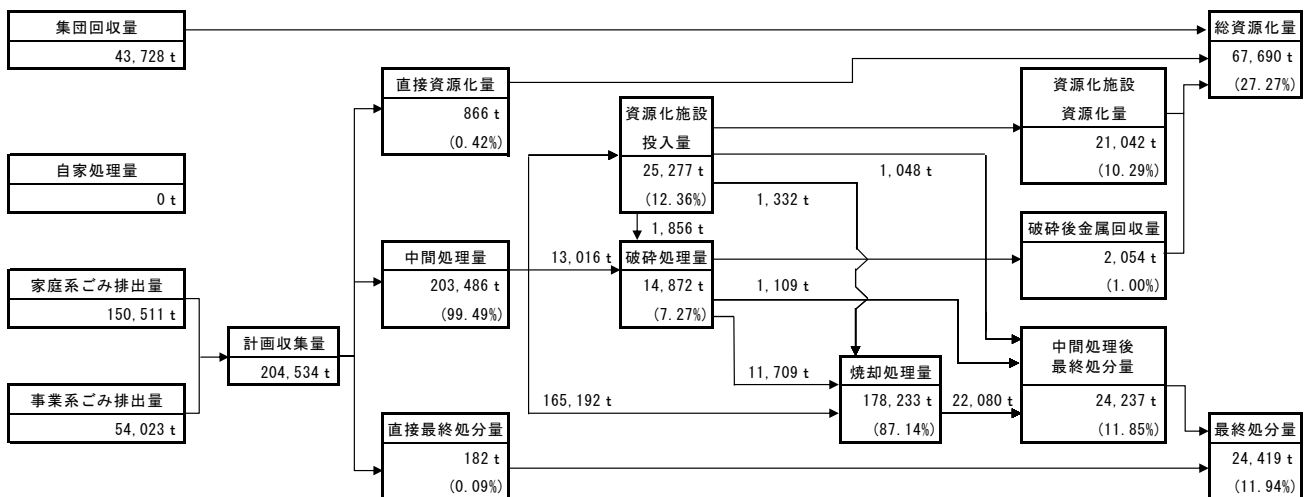 集団回収量
43,728 t
総資源化量
67,690 t
(27.27%)
直接資源化量
866 t
(0.42%)
資源化施設
投入量
25,277 t
(12.36%)
資源化施設
資源化量
21,042 t
(10.29%)
自家処理量
0 t
1,048 t
1,332 t
1,856 t
破砕後金属回収量
2,054 t
(1.00%)
中間処理量
203,486 t
(99.49%)
13,016 t
破砕処理量
14,872 t
(7.27%)
1,109 t
家庭系ごみ排出量
150,511 t
計画収集量
204,534 t
中間処理後
最終処分量
24,237 t
(11.85%)
11,709 t
焼却処理量
178,233 t
(87.14%)
22,080 t
165,192 t
事業系ごみ排出量
54,023 t
直接最終処分量
182 t
(0.09%)
最終処分量
24,419 t
(11.94%)